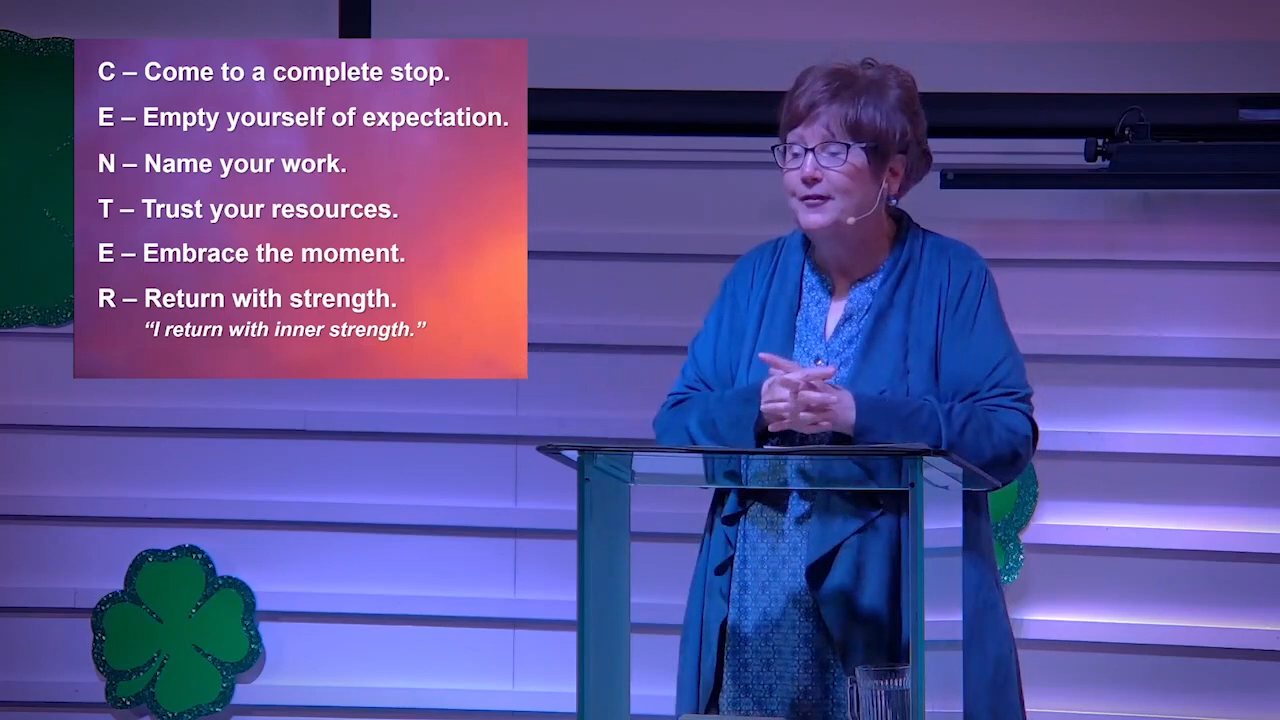 C – Come to a complete stop.
E – Empty yourself of expectation.
N – Name your work.
T – Trust your resources.
E – Embrace the moment.
R – Return with strength.
“I return with inner strength.”